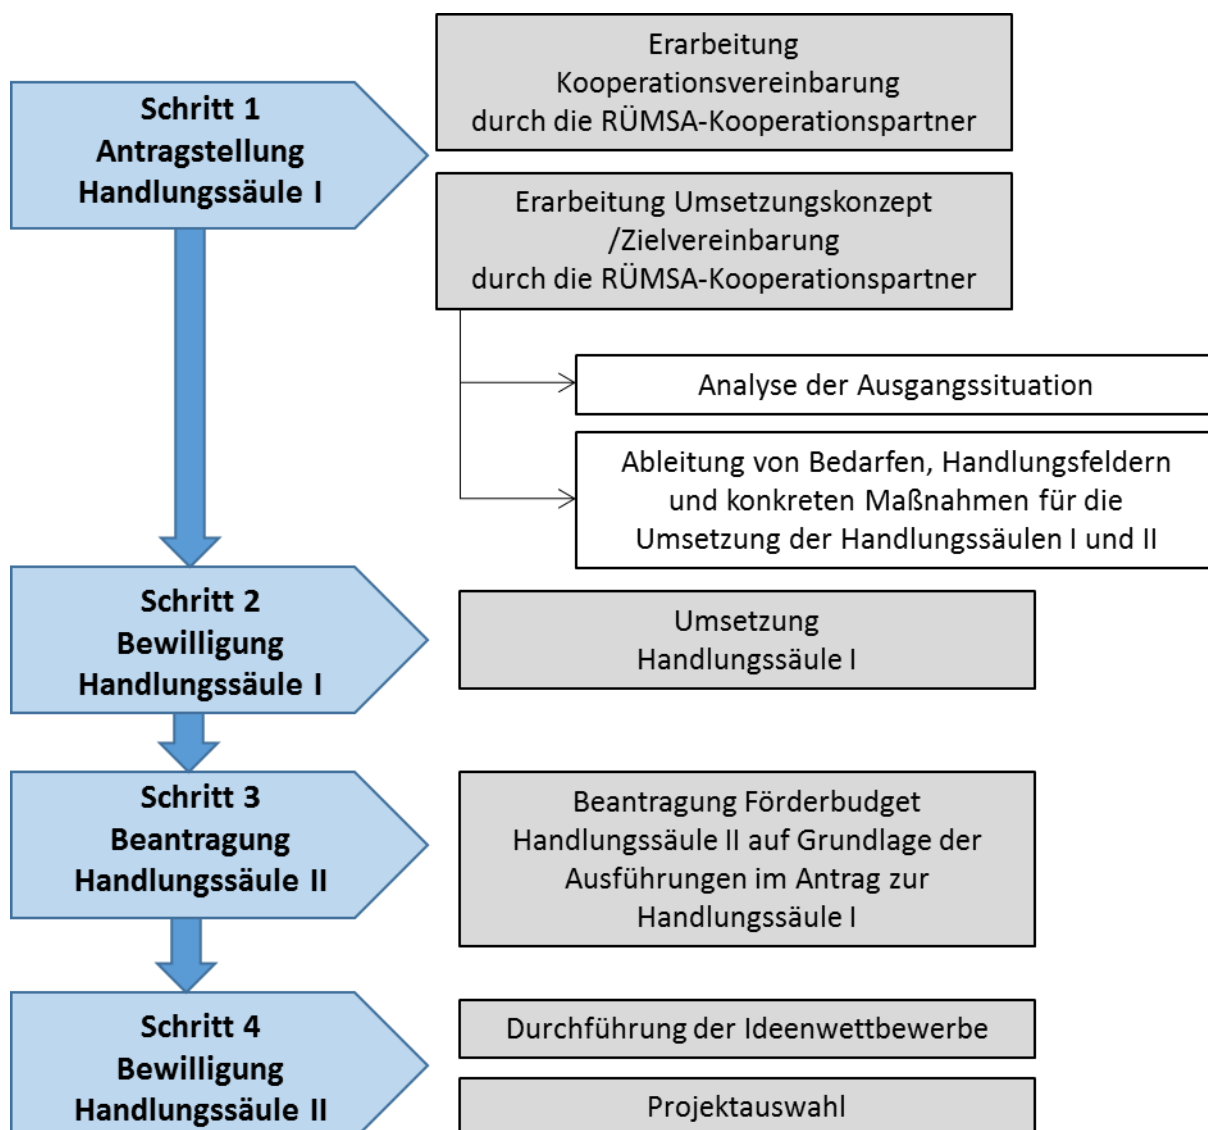 Schritt 1
Antragstellung
Handlungssäule I
Erarbeitung
Kooperationsvereinbarung
durch die RÜMSA-Kooperationspartner
Erarbeitung Umsetzungskonzept
/Zielvereinbarung
durch die RÜMSA-Kooperationspartner
Analyse der Ausgangssituation
Ableitung von Bedarfen, Handlungsfeldern
und konkreten Maßnahmen für die
Umsetzung der Handlungssäulen I und II
Schritt 2
Bewilligung
Handlungssäule I
Umsetzung
Handlungssäule I
Schritt 3
Beantragung
Handlungssäule II
Beantragung Förderbudget
Handlungssäule II auf Grundlage der
Ausführungen im Antrag zur
Handlungssäule I
Schritt 4
Bewilligung
Handlungssäule II
Durchführung der Ideenwettbewerbe
Projektauswahl